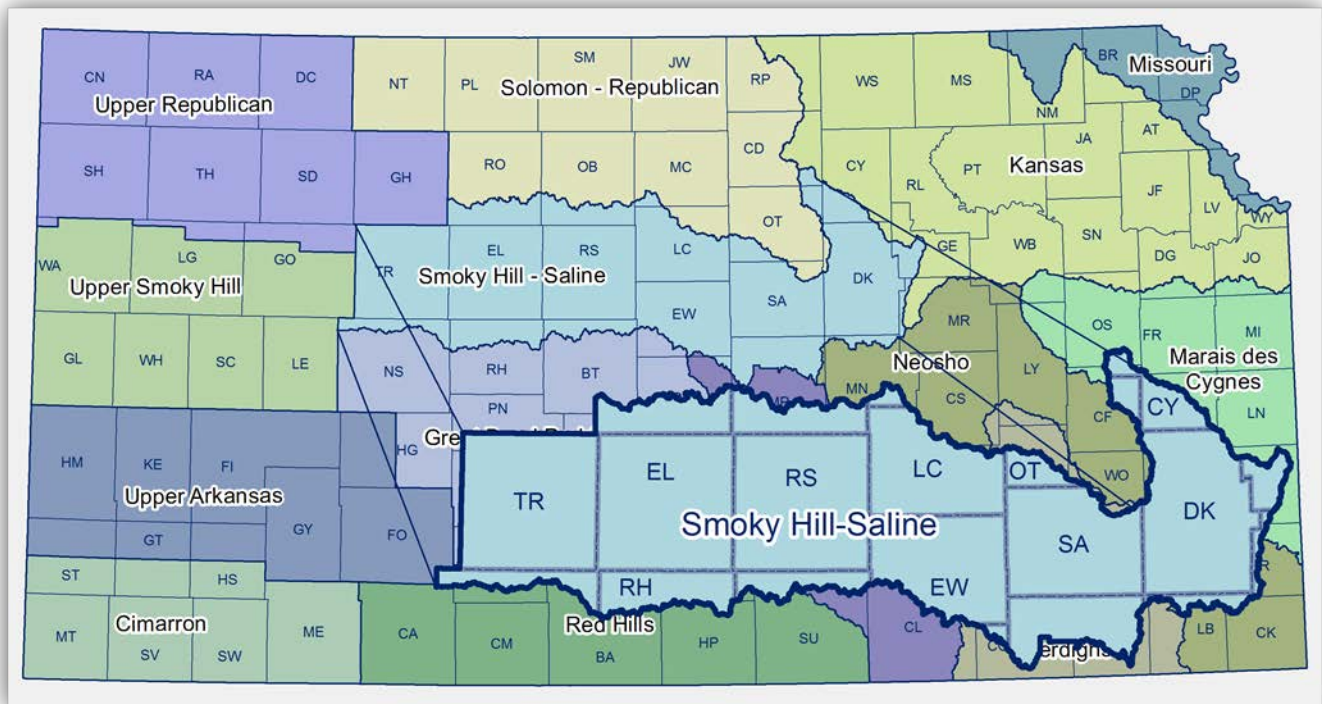 CN
RA
DC
Upper Republican
NT
PL
SM
JW
RP
Solomon - Republican
WS
MS
NM
BR
DP
Missouri
SH
TH
SD
GH
RO
OB
MC
CD
OT
CY
RL
PT
JA
AT
Kansas
JF
LV
WY
GE
WB
SN
DG
JO
WA
LG
GO
Upper Smoky Hill
TR
EL
RS
LC
Smoky Hill - Saline
EW
SA
DK
GL
WH
SC
LE
NS
RH
BT
PN
HG
MR
Neosho
MN
CS
LY
CF
WO
OS
FR
MI
Marais des
Cygnes
LN
HM
KE
FI
Upper Arkansas
GT
GY
FO
ST
HS
Cimarron
MT
SV
SW
ME
CA
CM
Red Hills
BA
HP
SU
CL
LB
CK
CY
TR
EL
RS
LC
OT
DK
Smoky Hill-Saline
SA
RH
EW